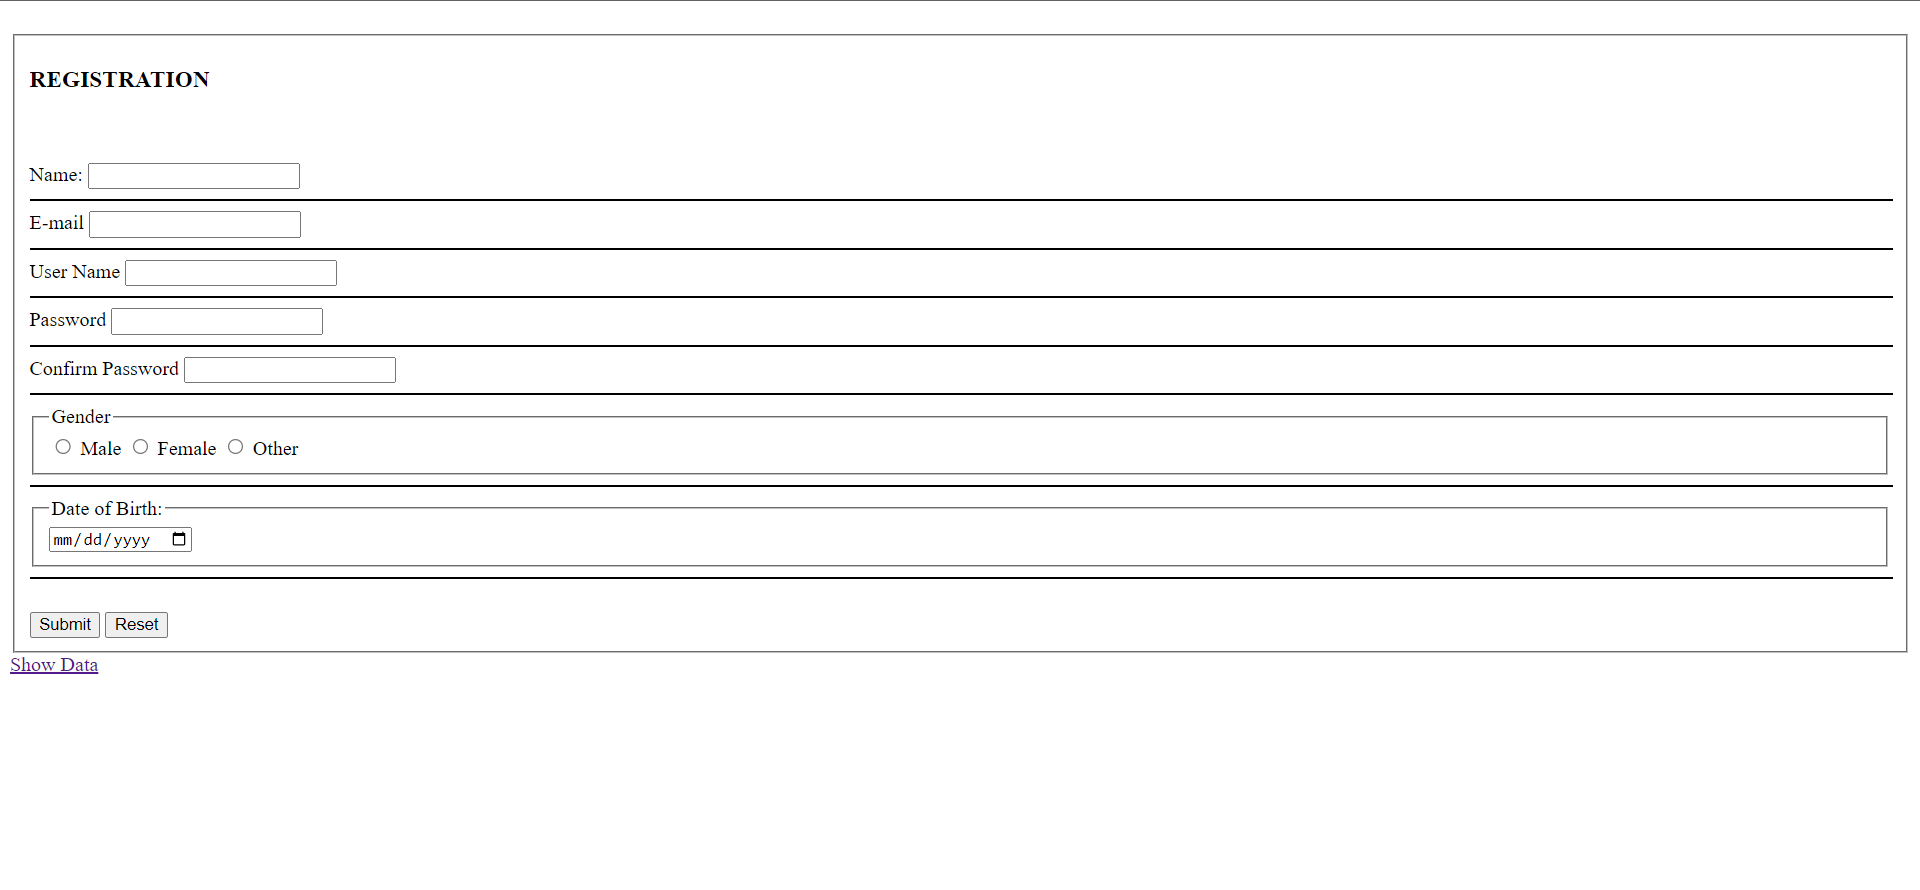 REGISTRATION
Name:
E-mail
User Name
Password
Confirm Password
Gender
Male Female Other
Date of Birth:
mm/dd/yyyy
Submit Reset
Show Data